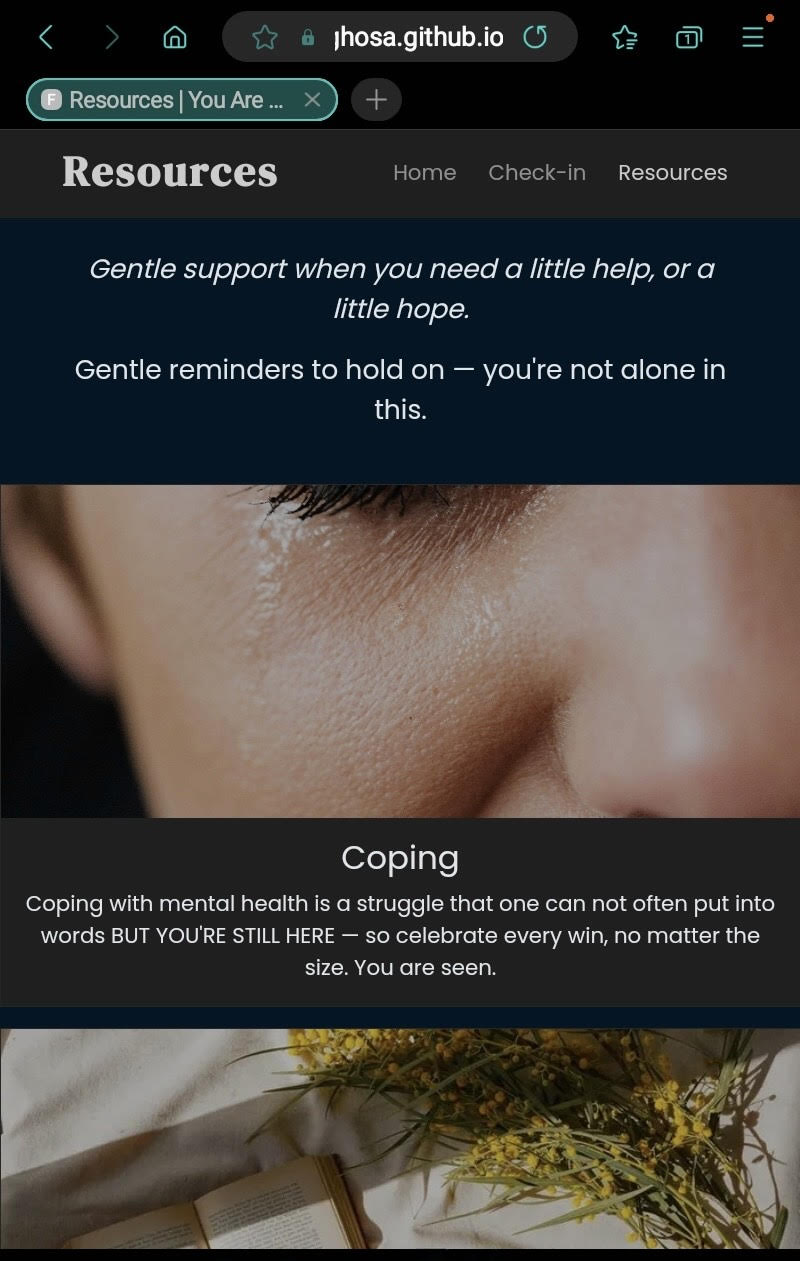 jhosa.github.io
1
F Resources | You Are ...
Resources
Home Check-in Resources
Gentle support when you need a little help, or a
little hope.
Gentle reminders to hold on — you're not alone in
this.
Coping
Coping with mental health is a struggle that one can not often put into
words BUT YOU'RE STILL HERE — so celebrate every win, no matter the
size. You are seen.